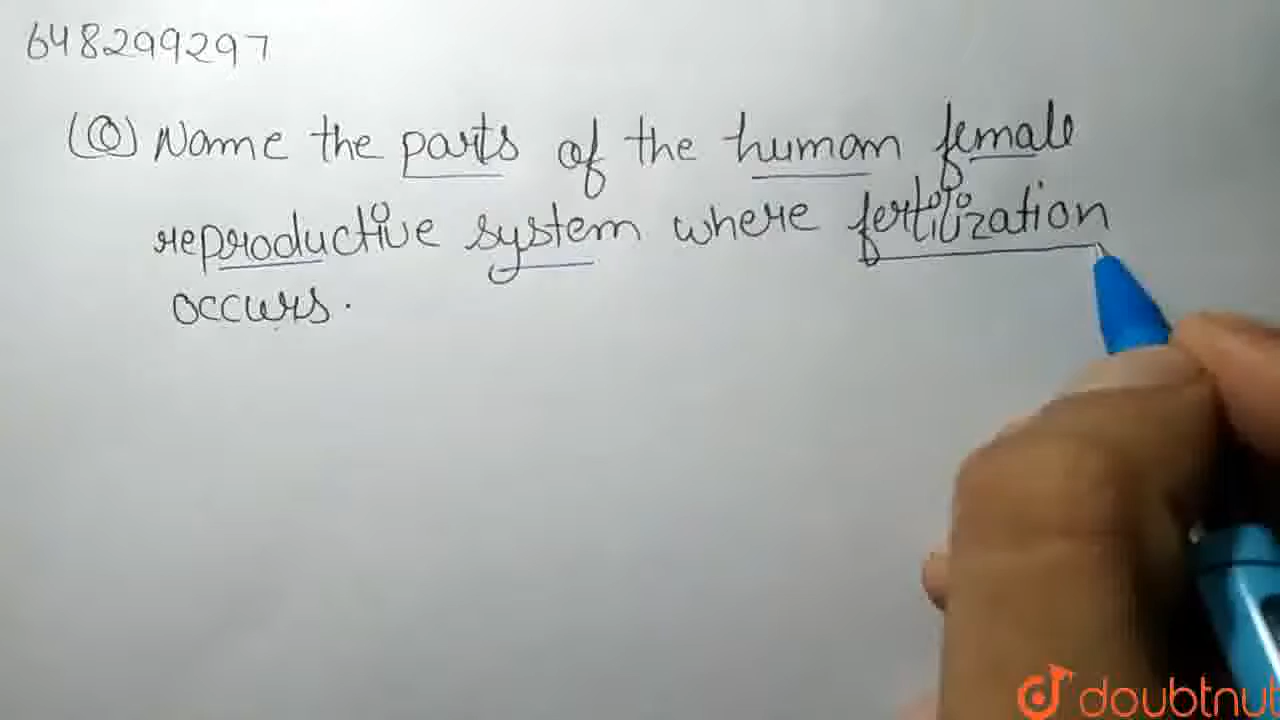 648299297
(Q) Name the parts of the human female
reproductive system where fertilization
occurs.
doubtnut